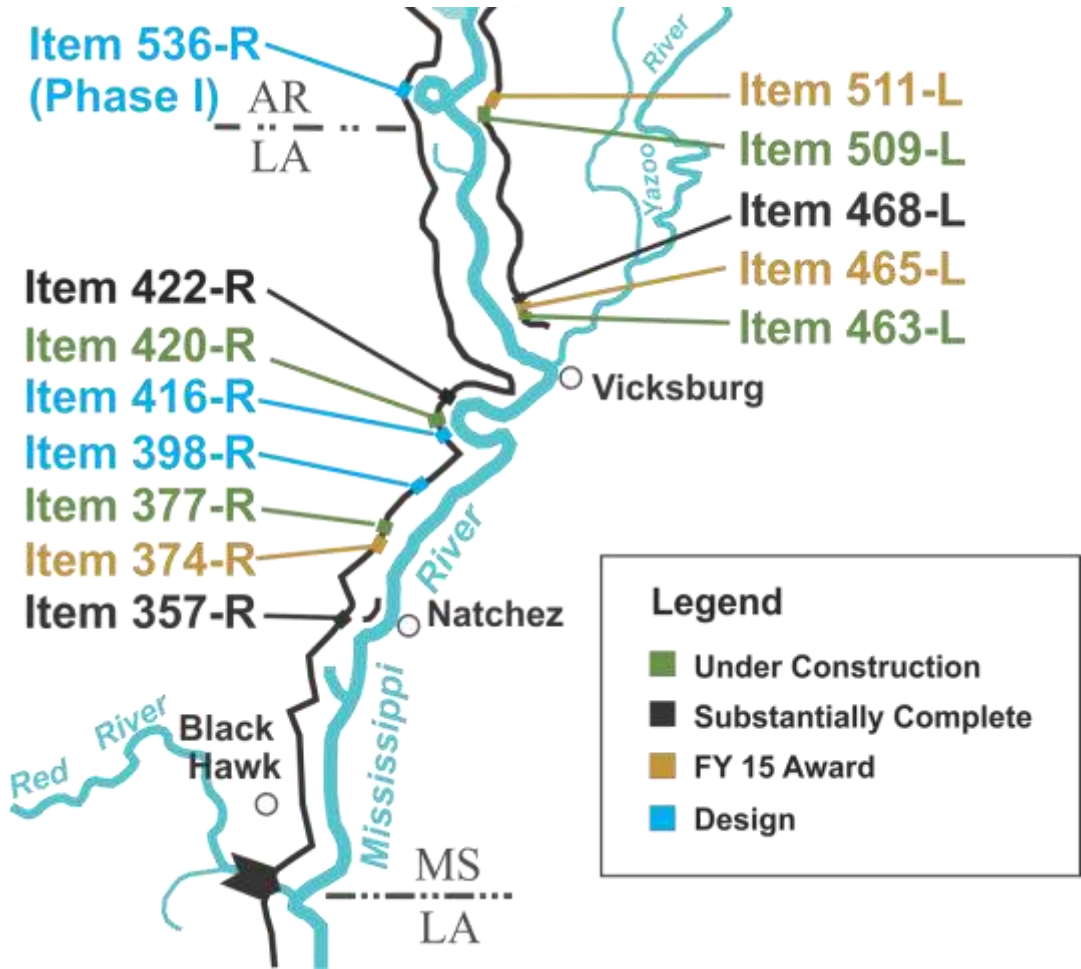 Item 536-R
(Phase I)
AR
LA
River
Yazoo
Item 511-L
Item 509-L
Item 468-L
Item 465-L
Item 463-L
Item 422-R
Item 420-R
Item 416-R
Item 398-R
Item 377-R
Item 374-R
Item 357-R
Vicksburg
River
Natchez
Mississippi
Red River
Black
Hawk
MS
LA
Legend
Under Construction
Substantially Complete
FY 15 Award
Design